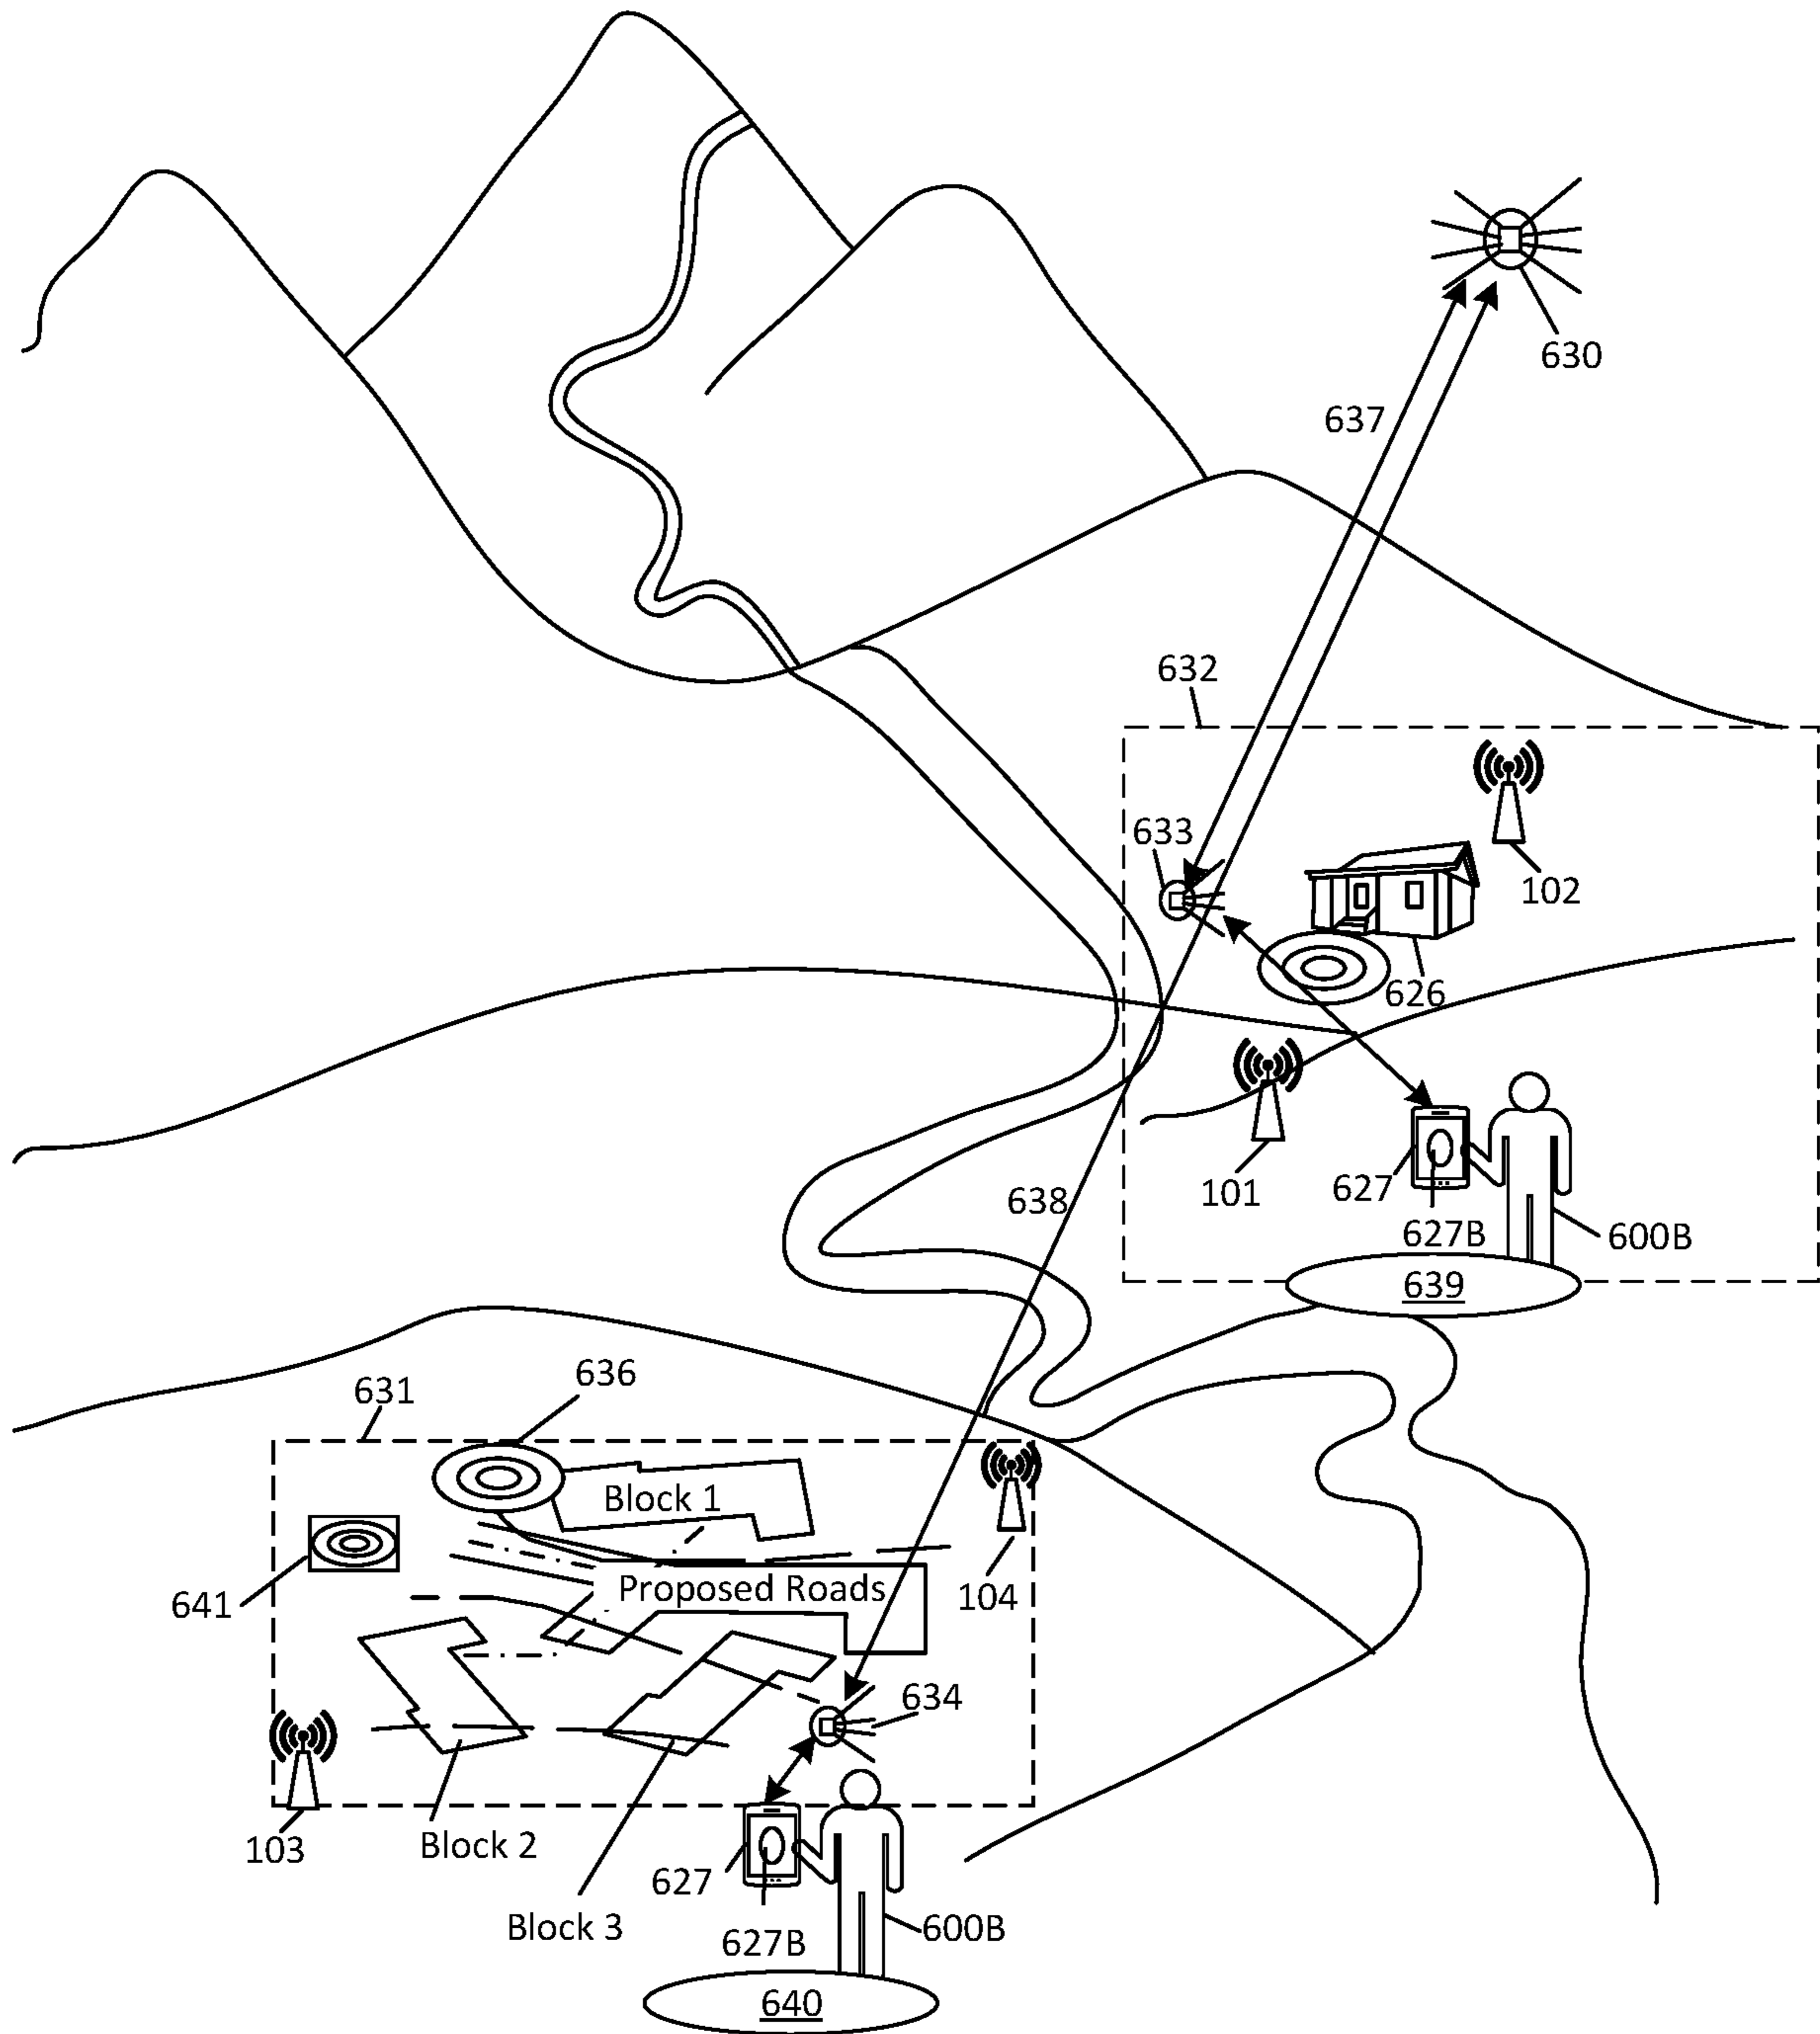 630
637
632
633
102
626
101
627
627B
600B
638
639
636
631
Block 1
641
Proposed Roads
104
634
103
Block 2
627
Block 3
627B
600B
640